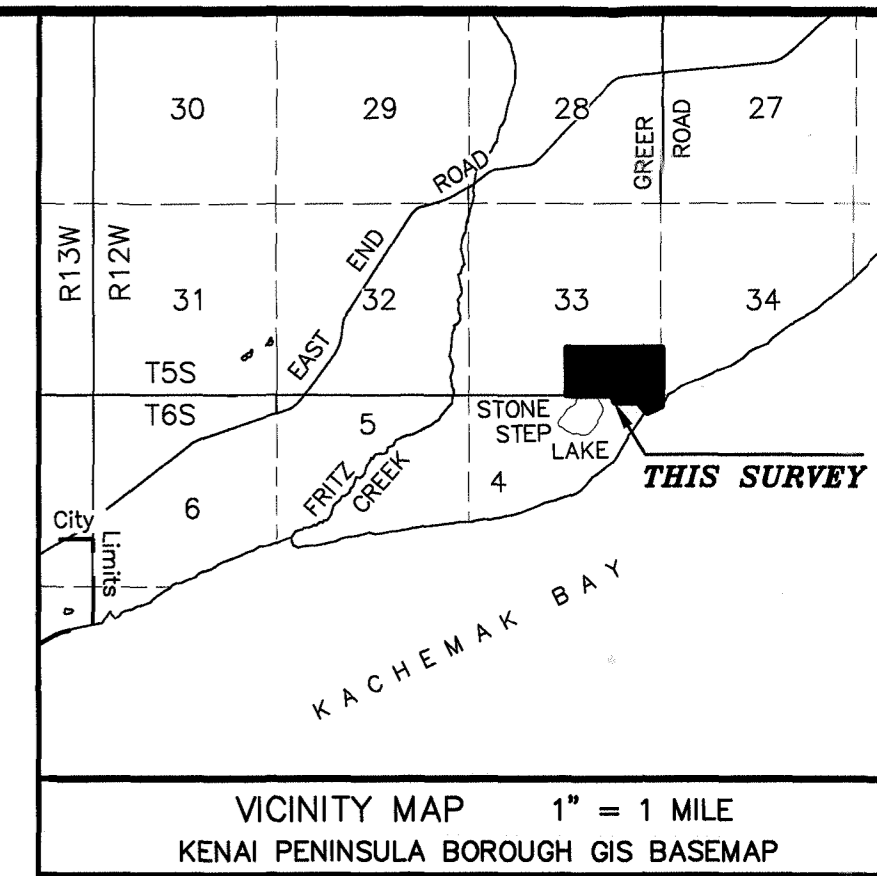 30
29
28
27
GREER
ROAD
ROAD
END
EAST
R13W
R12W
31
32
33
34
T5S
T6S
5
STONE
STEP
LAKE
THIS SURVEY
FRITZ
CREEK
4
6
City
Limits
KACHEMAK BAY
VICINITY MAP 1" = 1 MILE
KENAI PENINSULA BOROUGH GIS BASEMAP